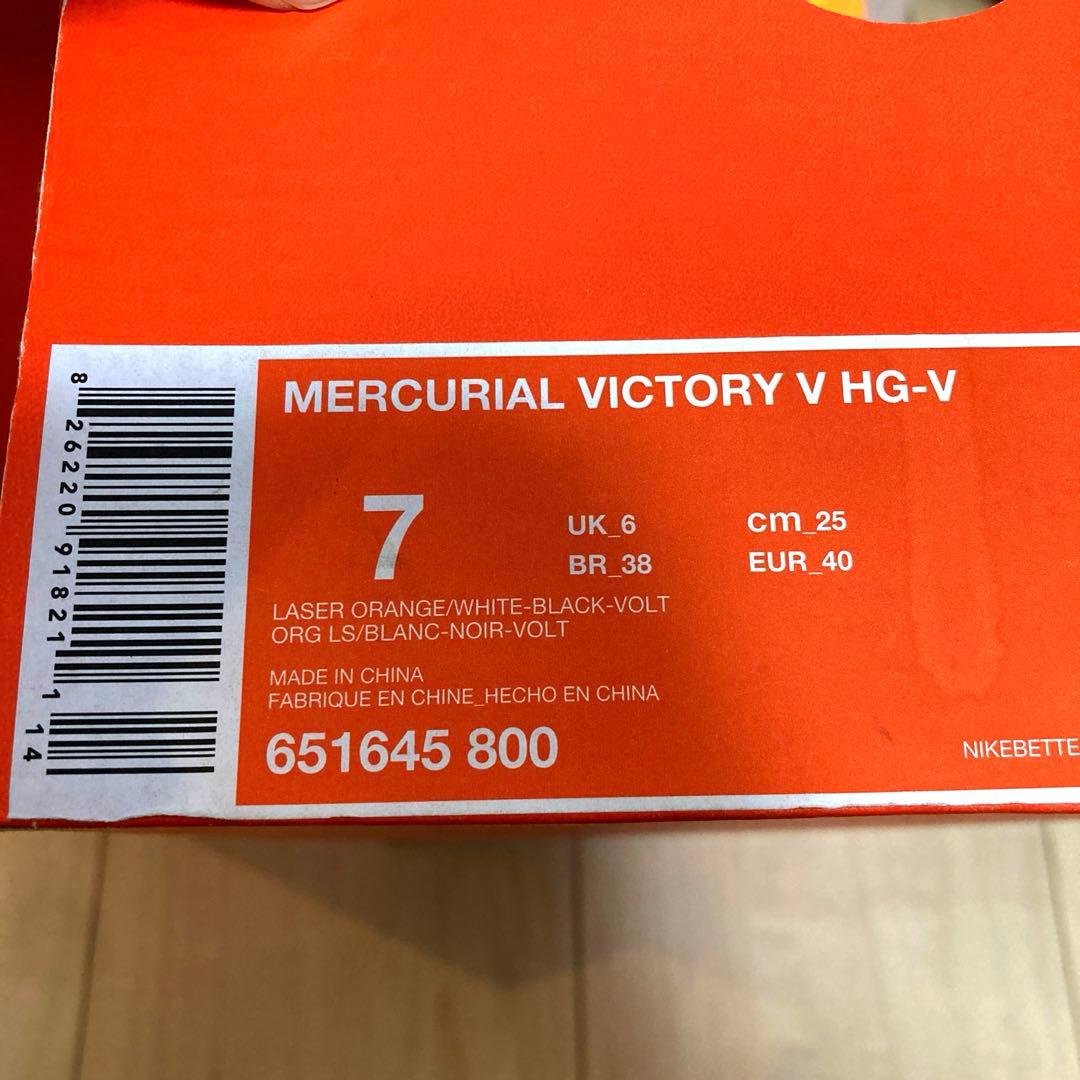 MERCURIAL VICTORY V HG-V
7
UK_6
cm_25
BR_38
EUR_40
LASER ORANGE/WHITE-BLACK-VOLT
ORG LS/BLANC-NOIR-VOLT
MADE IN CHINA
FABRIQUE EN CHINE_HECHO EN CHINA
651645 800
NIKEBETTE
8 26220 91821 1 14